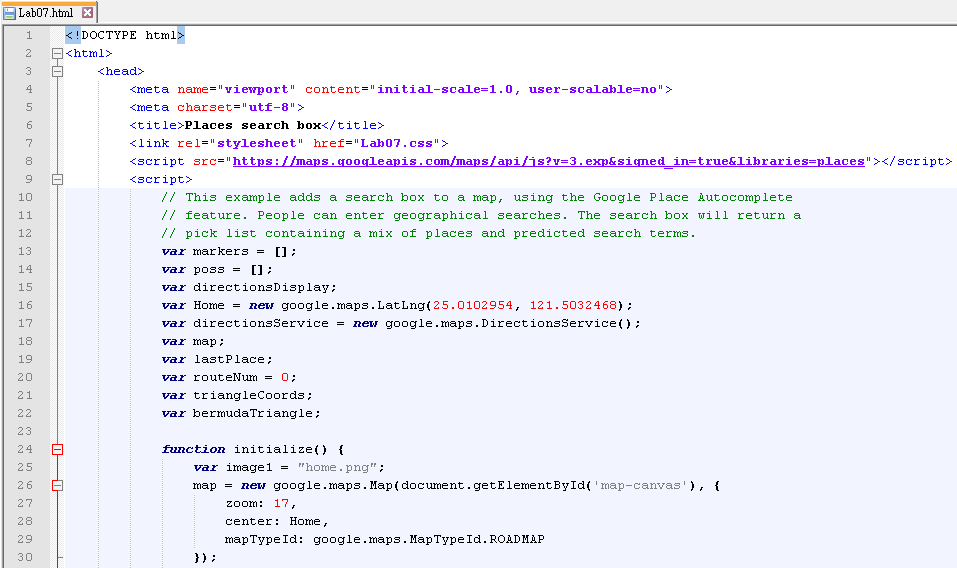 Lab07.html
1 <!DOCTYPE html>
2 <html>
3 <head>
4 <meta name="viewport" content="initial-scale=1.0, user-scalable=no">
5 <meta charset="utf-8">
6 <title>Places search box</title>
7 <link rel="stylesheet" href="Lab07.css">
8 <script src="https://maps.googleapis.com/maps/api/js?v=3.exp&signed_in=true&libraries=places"></script>
9 <script>
10 // This example adds a search box to a map, using the Google Place Autocomplete
11 // feature. People can enter geographical searches. The search box will return a
12 // pick list containing a mix of places and predicted search terms.
13 var markers = [];
14 var poss = [];
15 var directionsDisplay;
16 var Home = new google.maps.LatLng(25.0102954, 121.5032468);
17 var directionsService = new google.maps.DirectionsService();
18 var map;
19 var lastPlace;
20 var routeNum = 0;
21 var triangleCoords;
22 var bermudaTriangle;
23
24 function initialize() {
25 var image1 = "home.png";
26 map = new google.maps.Map(document.getElementById('map-canvas'), {
27 zoom: 17,
28 center: Home,
29 mapTypeId: google.maps.MapTypeId.ROADMAP
30 });